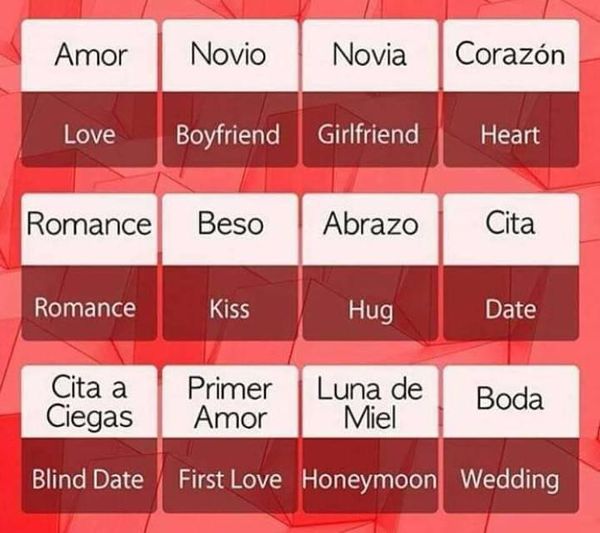 Amor Novio Novia Corazón
Love Boyfriend Girlfriend Heart
Romance Beso Abrazo Cita
Romance Kiss Hug Date
Cita a
Ciegas
Primer
Amor
Luna de
Miel
Boda
Blind Date First Love Honeymoon Wedding